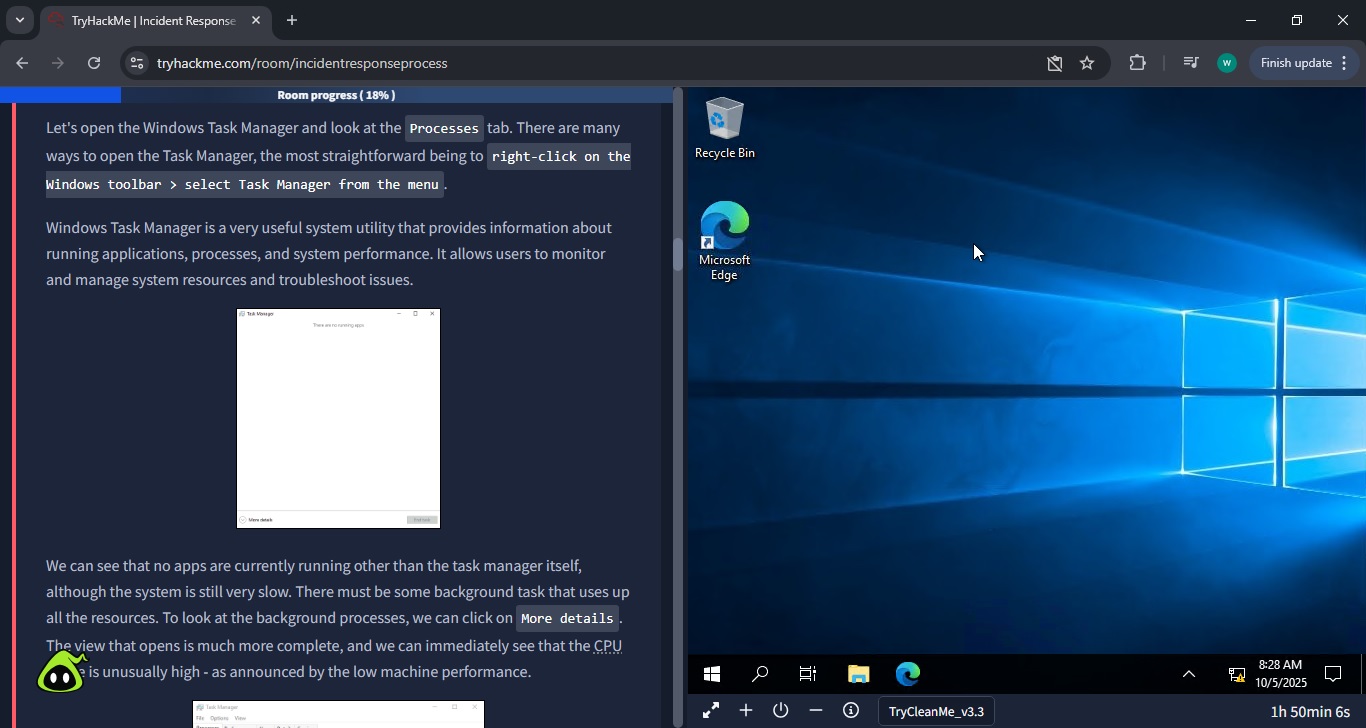 TryHackMe | Incident Response
tryhackme.com/room/incidentresponseprocess
W
Finish update
Room progress ( 18% )
Let's open the Windows Task Manager and look at the Processes tab. There are many
ways to open the Task Manager, the most straightforward being to right-click on the
Windows toolbar > select Task Manager from the menu.
Windows Task Manager is a very useful system utility that provides information about
running applications, processes, and system performance. It allows users to monitor
and manage system resources and troubleshoot issues.
Task Manager
There are no running apps
More details
We can see that no apps are currently running other than the task manager itself,
although the system is still very slow. There must be some background task that uses up
all the resources. To look at the background processes, we can click on More details.
The view that opens is much more complete, and we can immediately see that the CPU
is unusually high - as announced by the low machine performance.
Task Manager
File Options View
Recycle Bin
Microsoft
Edge
8:28 AM
10/5/2025
TryCleanMe_v3.3
1h 50min 6s